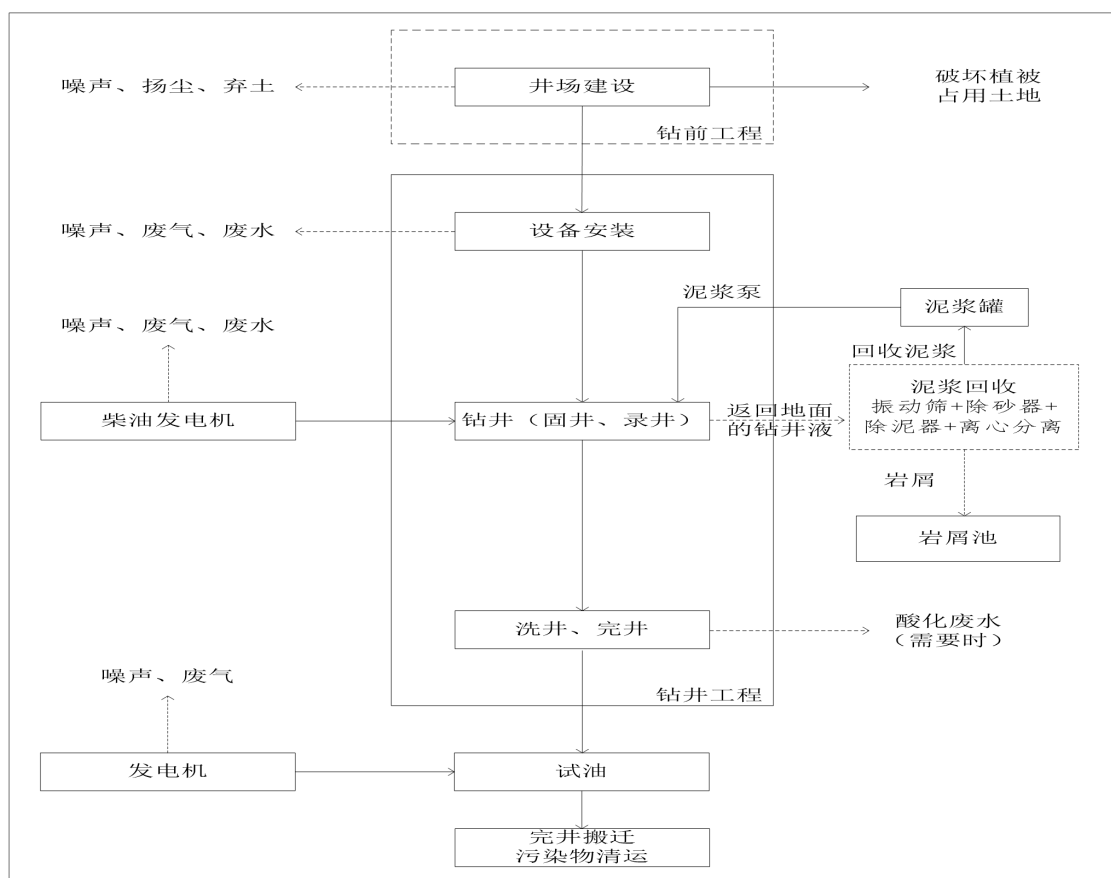 噪声、扬尘、弃土
井场建设
破坏植被
占用土地
钻前工程
噪声、废气、废水
设备安装
泥浆泵
泥浆罐
噪声、废气、废水
回收泥浆
泥浆回收
振动筛+除砂器+
除泥器+离心分离
柴油发电机
钻井（固井、录井）
返回地面
的钻井液
岩屑
岩屑池
洗井、完井
酸化废水
（需要时）
噪声、废气
钻井工程
发电机
试油
完井搬迁
污染物清运